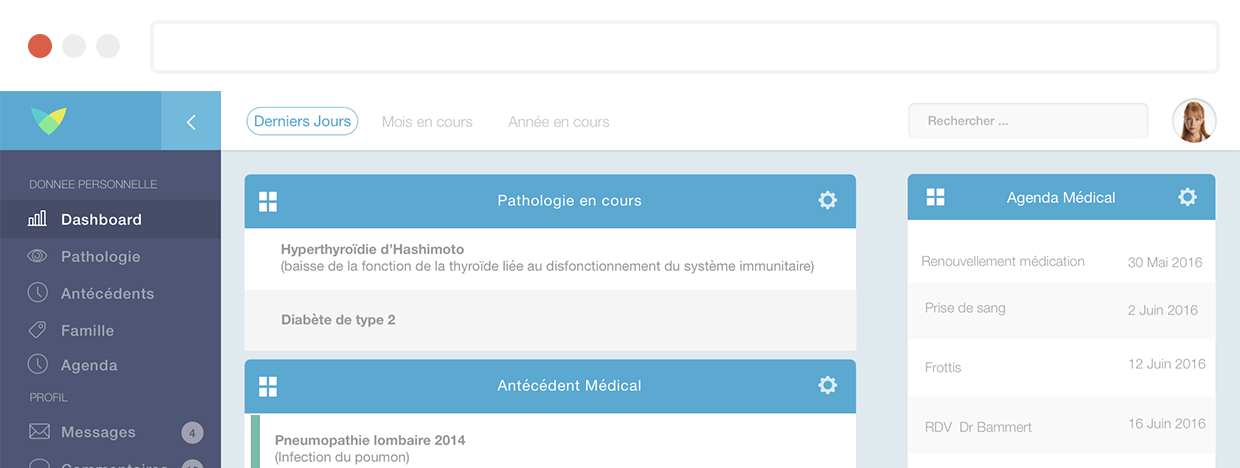 Derniers Jours
Mois en cours
Année en cours
Rechercher ...
DONNEE PERSONNELLE
Dashboard
Pathologie
Antécédents
Famille
Agenda
PROFIL
Messages
4
Commentaires
Pathologie en cours
Hyperthyroïdie d'Hashimoto
(baisse de la fonction de la thyroïde liée au disfonctionnement du système immunitaire)
Diabète de type 2
Antécédent Médical
Pneumopathie lombaire 2014
(Infection du poumon)
Agenda Médical
Renouvellement médication 30 Mai 2016
Prise de sang 2 Juin 2016
Frottis 12 Juin 2016
RDV Dr Bammert 16 Juin 2016